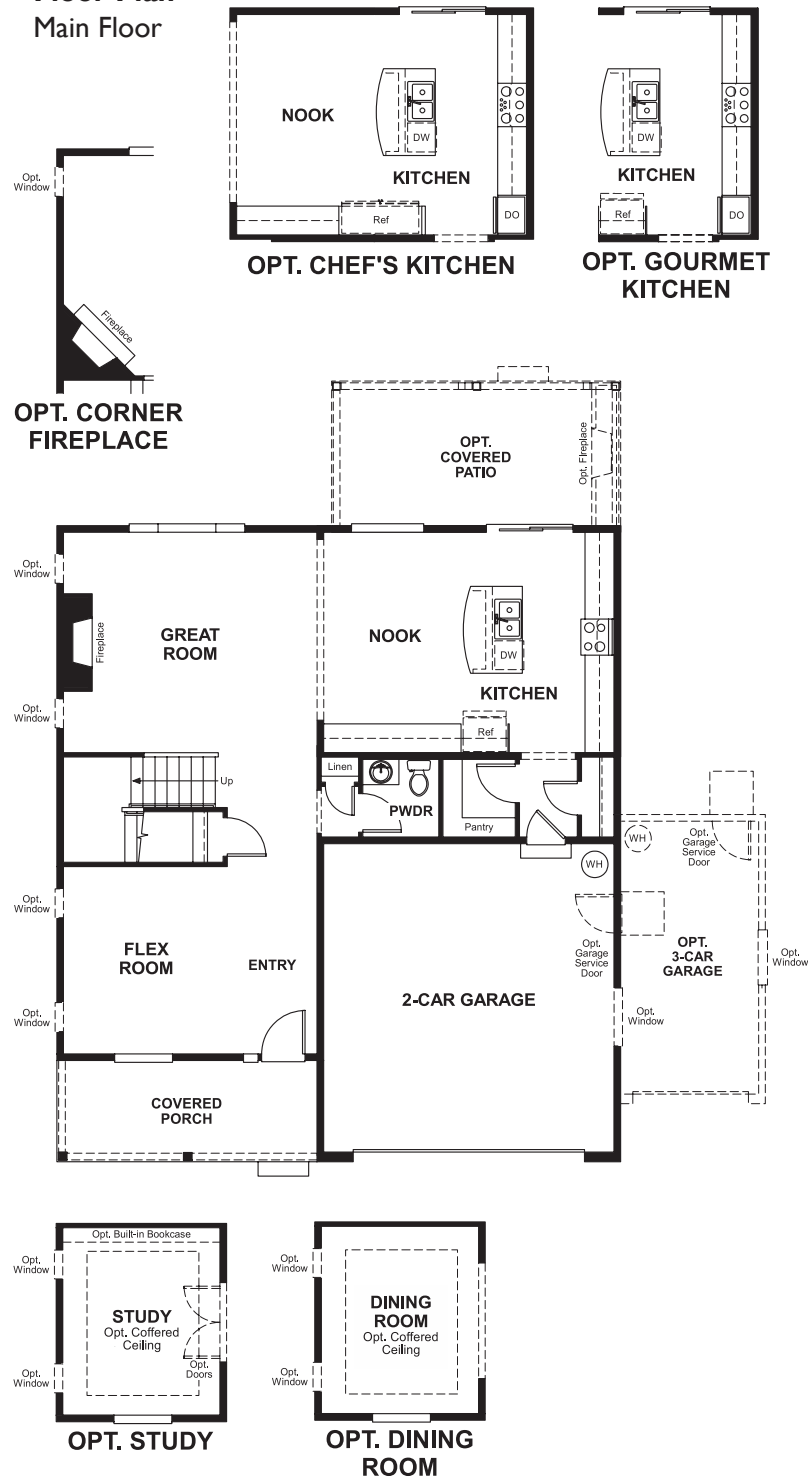 Floor Plan
Main Floor
NOOK
DW
KITCHEN
Ref
DO
OPT. CHEF'S KITCHEN
DW
KITCHEN
Ref
DO
OPT. GOURMET
KITCHEN
Opt.
Window
Fireplace
OPT. CORNER
FIREPLACE
OPT.
COVERED
PATIO
Opt. Fireplace
Opt.
Window
GREAT
ROOM
Fireplace
Opt.
Window
NOOK
DW
KITCHEN
Ref
Up
Linen
PWDR
Pantry
WH
WH
Opt.
Garage
Service
Door
Opt.
Window
FLEX
ROOM
ENTRY
Opt.
Window
2-CAR GARAGE
Opt.
Garage
Service
Door
OPT.
3-CAR
GARAGE
Opt.
Window
Opt.
Window
COVERED
PORCH
Opt. Built-in Bookcase
Opt.
Window
STUDY
Opt. Coffered
Ceiling
Opt.
Doors
Opt.
Window
OPT. STUDY
Opt.
Window
DINING
ROOM
Opt. Coffered
Ceiling
Opt.
Window
OPT. DINING
ROOM